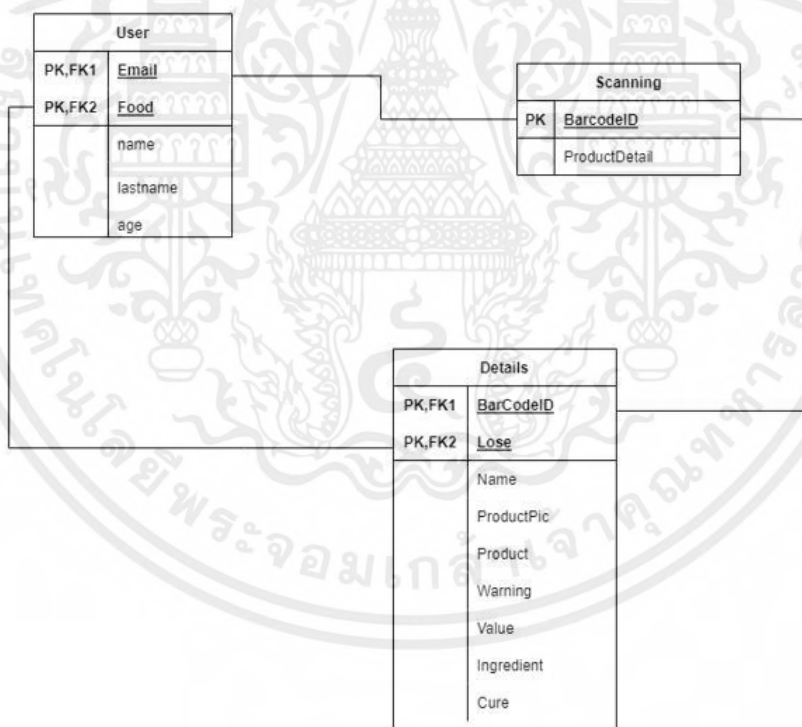 User
PK,FK1 Email
PK,FK2 Food
name
lastname
age
Scanning
PK BarcodeID
ProductDetail
Details
PK,FK1 BarCodeID
PK,FK2 Lose
Name
ProductPic
Product
Warning
Value
Ingredient
Cure